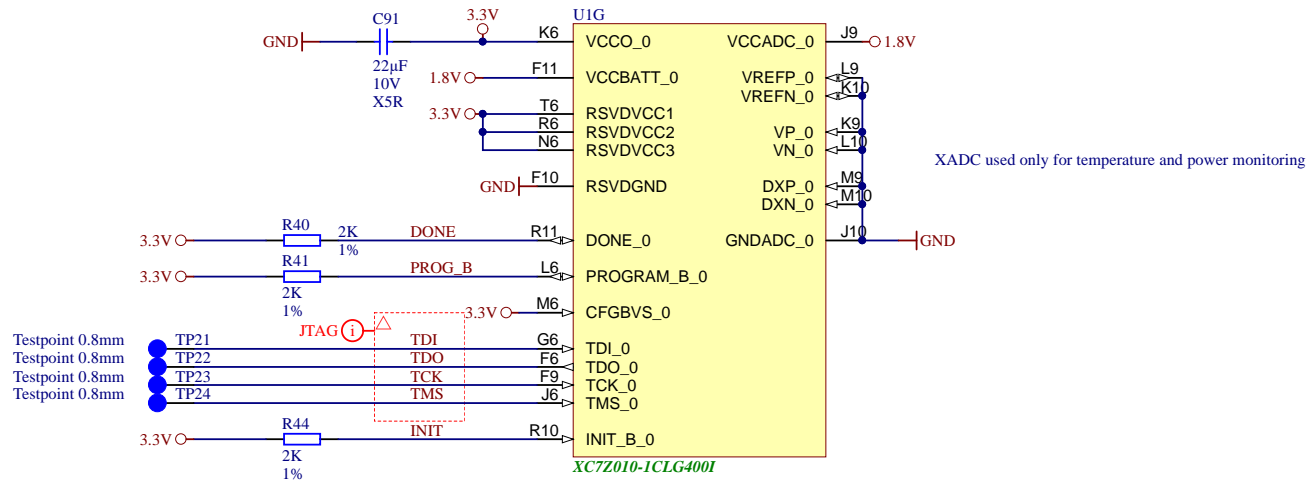 U1G
3.3V
C91
GND
22µF
10V
X5R
K6
VCCO_0
VCCADC_0
J9
1.8V
1.8V
F11
VCCBATT_0
VREFP_0
L9
VREFN_0
K10
3.3V
T6
RSVDVCC1
R6
RSVDVCC2
VP_0
K9
N6
RSVDVCC3
VN_0
L10
XADC used only for temperature and power monitoring
GND
F10
RSVDGND
DXP_0
M9
DXN_0
M10
3.3V
R40
2K
1%
DONE
R11
DONE_0
GNDADC_0
J10
GND
3.3V
R41
2K
1%
PROG_B
L6
PROGRAM_B_0
3.3V
M6
CFGBVS_0
JTAG
i
Testpoint 0.8mm
TP21
TDI
G6
TDI_0
Testpoint 0.8mm
TP22
TDO
F6
TDO_0
Testpoint 0.8mm
TP23
TCK
F9
TCK_0
Testpoint 0.8mm
TP24
TMS
J6
TMS_0
3.3V
R44
2K
1%
INIT
R10
INIT_B_0
XC7Z010-1CLG400I